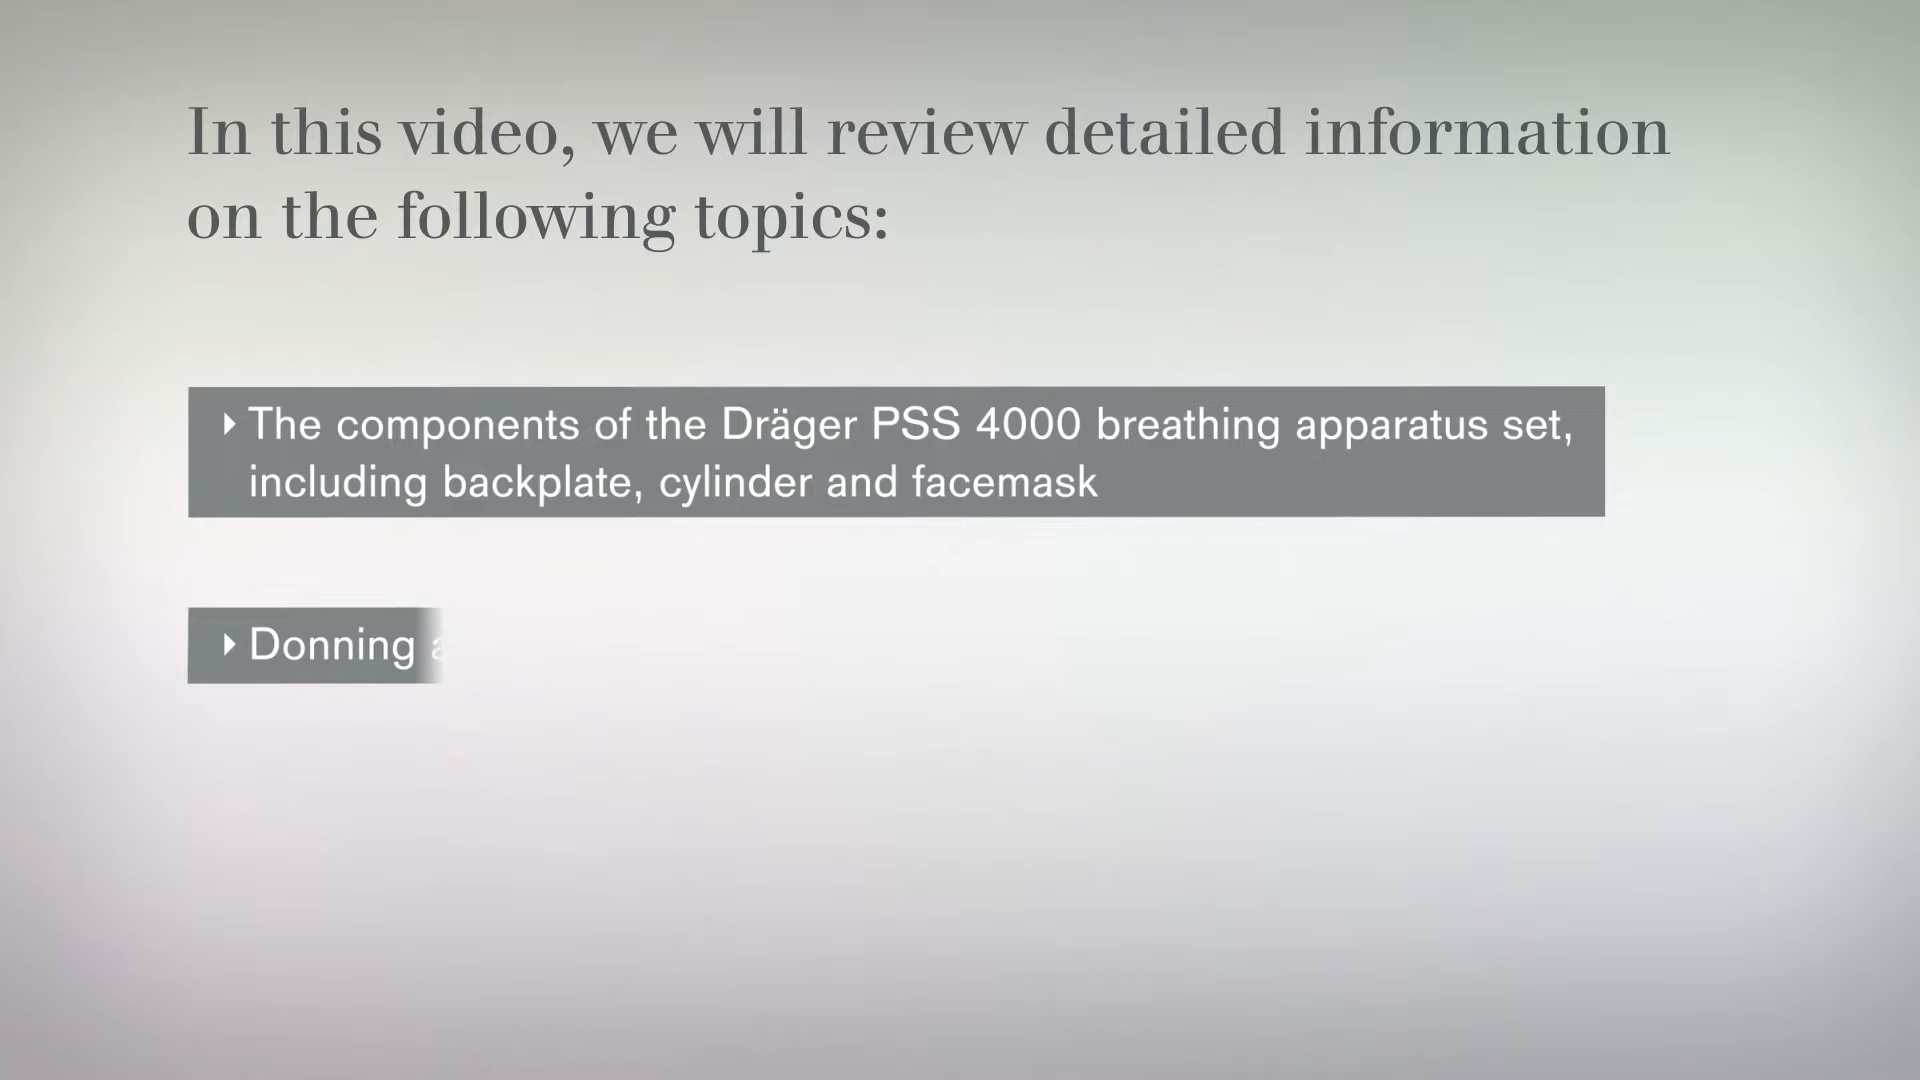 In this video, we will review detailed information
on the following topics:
The components of the Dräger PSS 4000 breathing apparatus set,
including backplate, cylinder and facemask
Donning